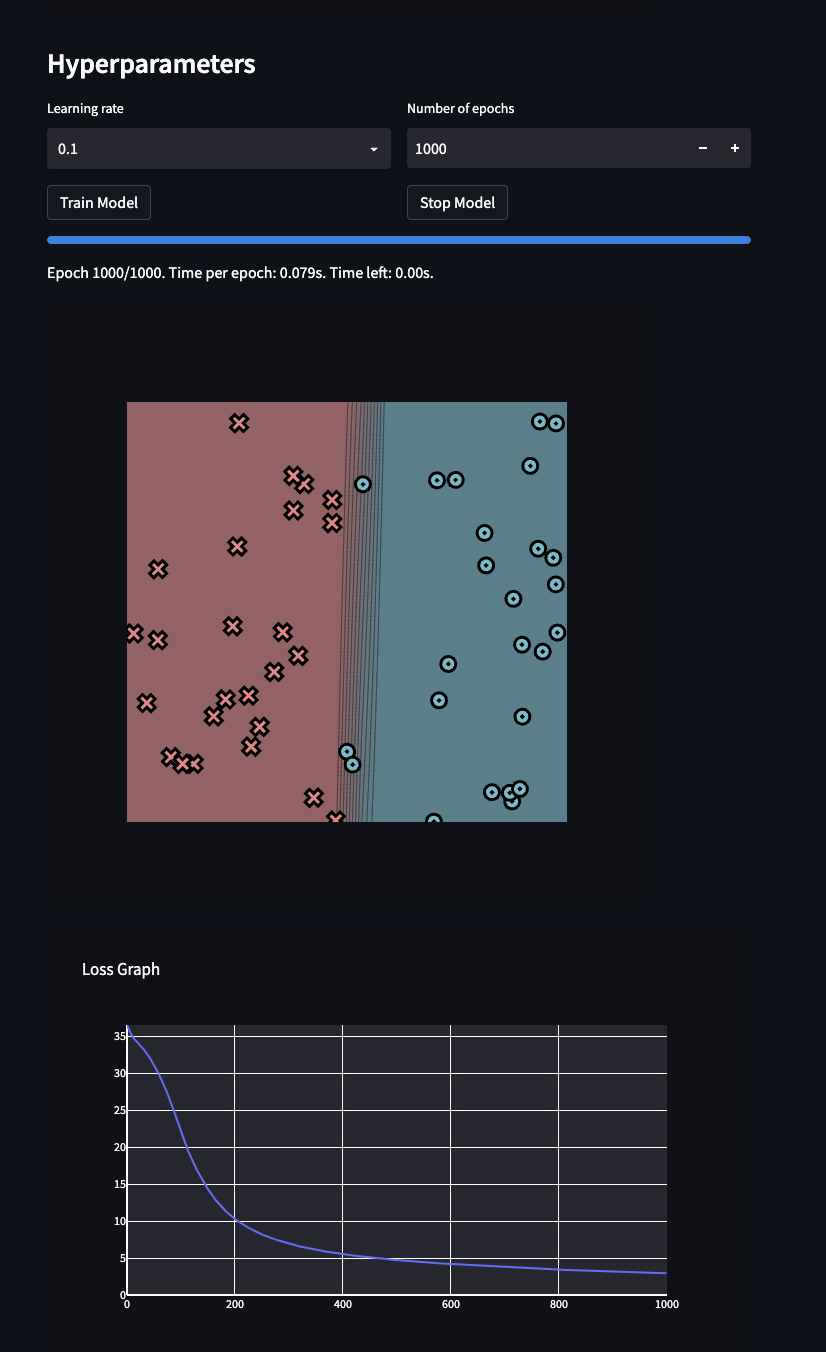 Hyperparameters
Learning rate
Number of epochs
0.1
1000
Train Model
Stop Model
Epoch 1000/1000. Time per epoch: 0.079s. Time left: 0.00s.
Loss Graph
35
30
25
20
15
10
5
0
0 200 400 600 800 1000